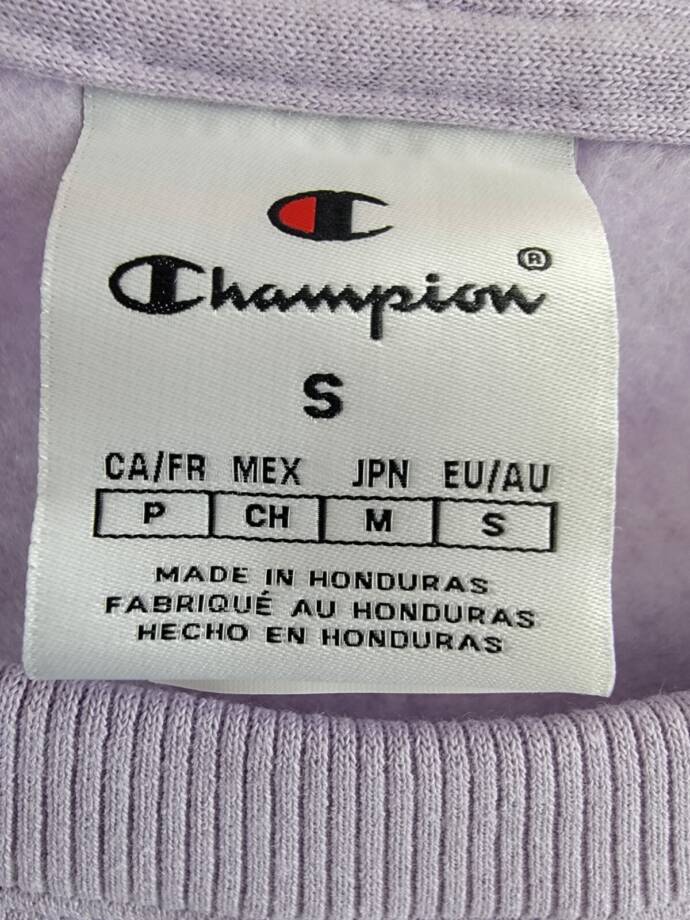 Champion®
S
CA/FR MEX JPN EU/AU
P CH M S
MADE IN HONDURAS
FABRIQUÉ AU HONDURAS
HECHO EN HONDURAS